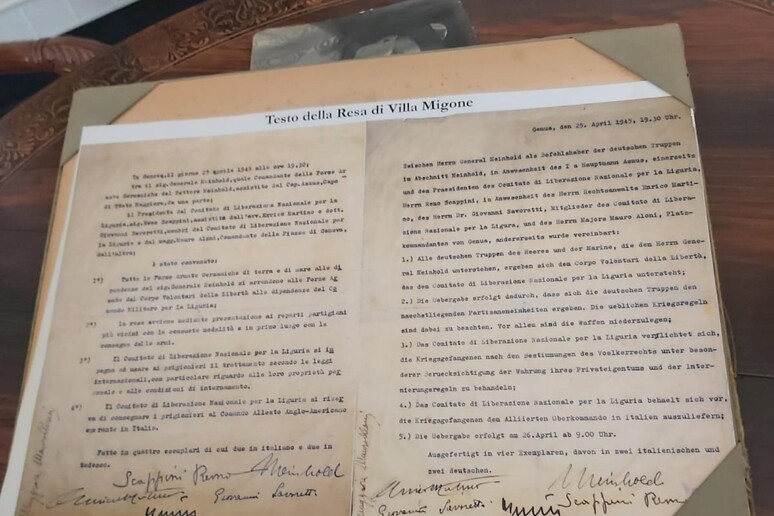 Testo della Resa di Villa Migone
In Genova, il giorno 25 aprile 1945 alle ore 19.30;
tra il sig. Generale Meinhold, quale Comandante delle Forze Ar
mate Germaniche del Settore Meinhold, assistito dal Cap. Asmus, Capo
di Stato Maggiore, da una parte;
il Presidente del Comitato di Liberazione Nazionale per la
Liguria, sig. Remo Scappini, assistito dall'avv. Errico Martino e dott.
Giovanni Savoretti, membri del Comitato di Liberazione Nazionale per
la Liguria e dal magg. Mauro Aloni, Comandante della Piazza di Genova,
dall'altro;
è stato convenuto:
1°) Tutte le Forze Armate Germaniche di terra e di mare alle di
pendenze del sig. Generale Meinhold si arrendono alle Forze Ar
mate del Corpo Volontari della Libertà alle dipendenze del Co
mando Militare per la Liguria;
2°) La resa avviene mediante presentazione ai reparti partigiani
più vicini con le consuete modalità e in primo luogo con la
consegna delle armi.
3°) Il Comitato di Liberazione Nazionale per la Liguria si im
pegna ad usare ai prigionieri il trattamento secondo le leggi
internazionali, con particolare riguardo alla loro proprietà per
sonale e alle condizioni di internamento.
4°) Il Comitato di Liberazione Nazionale per la Liguria si riser
va di consegnare i prigionieri al Comando Alleato Anglo-Americano
operante in Italia.
Fatto in quattro esemplari di cui due in italiano e due in
tedesco.
Scappini Remo Meinhold
Giovanni Savoretti
Genua, den 25. April 1945, 19.30 Uhr.
Zwischen Herrn General Meinhold als Befehlshaber der deutschen Truppen
im Abschnitt Meinhold, in Anwesenheit des I a Hauptmann Asmus, einerseits
und dem Praesidenten des Comitato di Liberazione Nazionale per la Liguria,
Herrn Remo Scappini, in Anwesenheit des Herrn Rechtsanwalts Enrico Marti-
no, des Herrn Dr. Giovanni Savoretti, Mitglieder des Comitato di Libera-
zione Nazionale per la Ligura, und des Herrn Majors Mauro Aloni, Platz-
kommandanten von Genua, andererseits wurde vereinbart:
1.) Alle deutschen Truppen des Heeres und der Marine, die dem Herrn Gene-
ral Meinhold unterstehen, ergeben sich dem Corpo Volontari della Libertà,
das dem Comitato di Liberazione Nazionale per la Liguria untersteht;
2.) Die Uebergabe erfolgt dadurch, dass sich die deutschen Truppen den
naechstliegenden Partisaneneinheiten ergeben. Die ueblichen Kriegsregeln
sind dabei zu beachten. Vor allem sind die Waffen niederzulegen;
3.) Das Comitato di Liberazione Nazionale per la Liguria verpflichtet sich,
die Kriegsgefangenen nach den Bestimmungen des Voelkerrechts unter beson-
derer Beruecksichtigung der Wahrung ihres Privateigentums und der Inter-
nierungsregeln zu behandeln;
4.) Das Comitato di Liberazione Nazionale per la Liguria behaelt sich vor,
die Kriegsgefangenen dem Alliierten Oberkommando in Italien auszuliefern;
5.) Die Uebergabe erfolgt am 26.April ab 9.00 Uhr.
Ausgefertigt in vier Exemplaren, davon in zwei italienischen und
zwei deutschen.
Meinhold
Giovanni Savoretti Scappini Remo